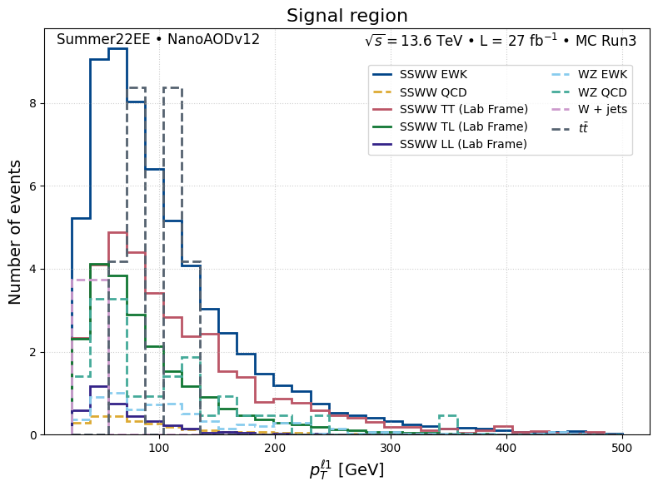 Signal region
Summer22EE • NanoAODv12
√s = 13.6 TeV • L = 27 fb⁻¹ • MC Run3
SSWW EWK
SSWW QCD
SSWW TT (Lab Frame)
SSWW TL (Lab Frame)
SSWW LL (Lab Frame)
WZ EWK
WZ QCD
W + jets
tt̄
Number of events
8
6
4
2
0
100
200
300
400
500
p_T^{ℓ1} [GeV]